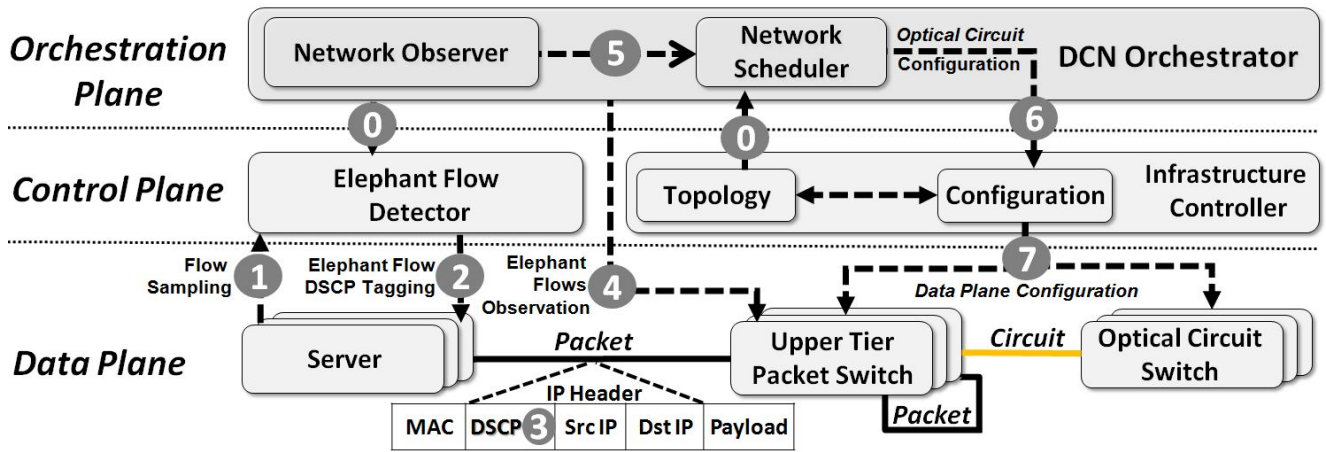 Orchestration
Plane
Network Observer
5
Network
Scheduler
Optical Circuit
Configuration
DCN Orchestrator
0
0
6
Control Plane
Elephant Flow
Detector
Topology
Configuration
Infrastructure
Controller
Flow
Sampling
1
Elephant Flow
DSCP Tagging
2
Elephant
Flows
Observation
4
7
Data Plane Configuration
Data Plane
Server
Packet
Upper Tier
Packet Switch
Circuit
Optical Circuit
Switch
IP Header
MAC DSCP 3 Src IP Dst IP Payload
Packet